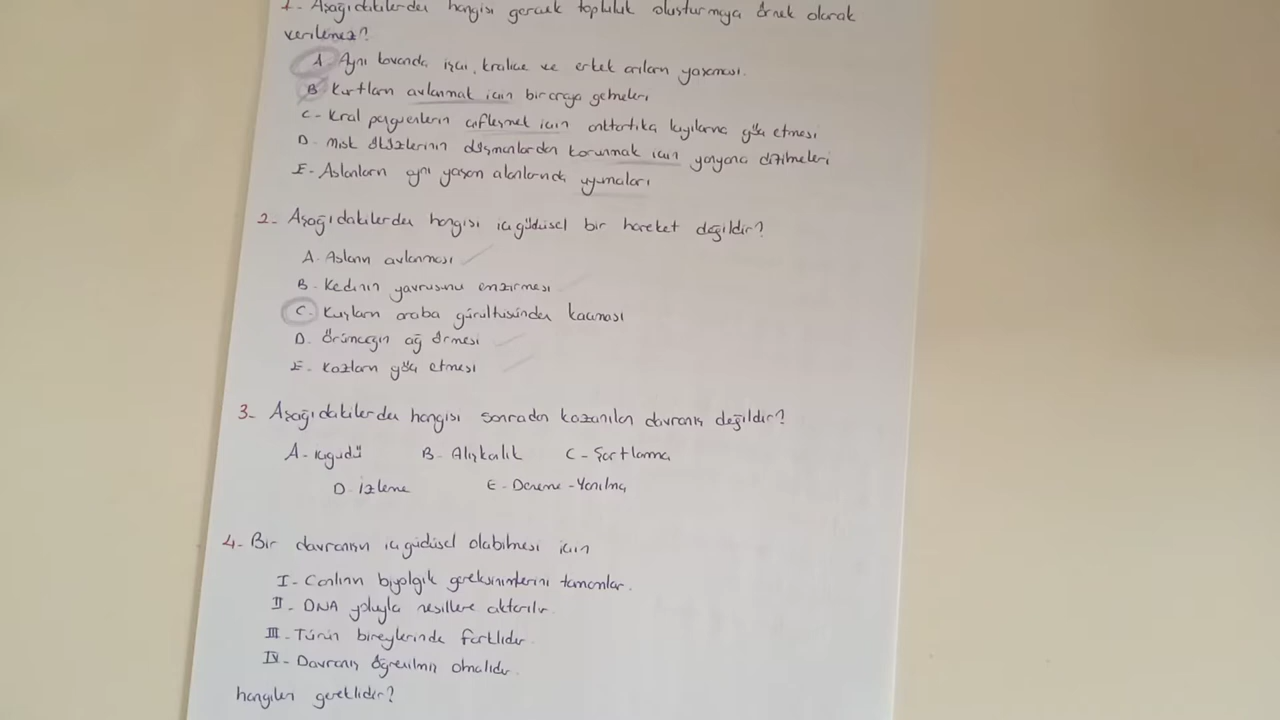 1- Aşağıdakilerden hangisi gerçek topluluk oluşturmaya örnek olarak
verilemez?
A- Aynı kovanda işçi, kraliçe ve erkek arıların yaşaması.
B- Kurtların avlanmak için bir araya gelmeleri
C- Kral penguenlerin çiftleşmek için antartika kıyılarına göç etmesi
D. Misk öküzlerinin düşmanlardan korunmak için yanyana dizilmeleri
E- Aslanların aynı yaşam alanlarında uyumaları
2- Aşağıdakilerden hangisi içgüdüsel bir hareket değildir?
A. Aslanın avlanması
B- Kedinin yavrusunu emzirmesi
C. Kuşların araba gürültüsünden kaçması
D. Örümceğin ağ örmesi
E. Kazların göç etmesi
3- Aşağıdakilerden hangisi sonradan kazanılan davranış değildir?
A- İçgüdü B- Alışkanlık C- Şartlanma
D. İzleme E- Deneme-Yanılma
4- Bir davranışın içgüdüsel olabilmesi için
I- Canlının biyolojik gereksinimlerini tamamlar.
II- DNA yoluyla nesillere aktarılır.
III- Türün bireylerinde farklıdır.
IV- Davranış öğrenilmiş olmalıdır.
hangileri gereklidir?